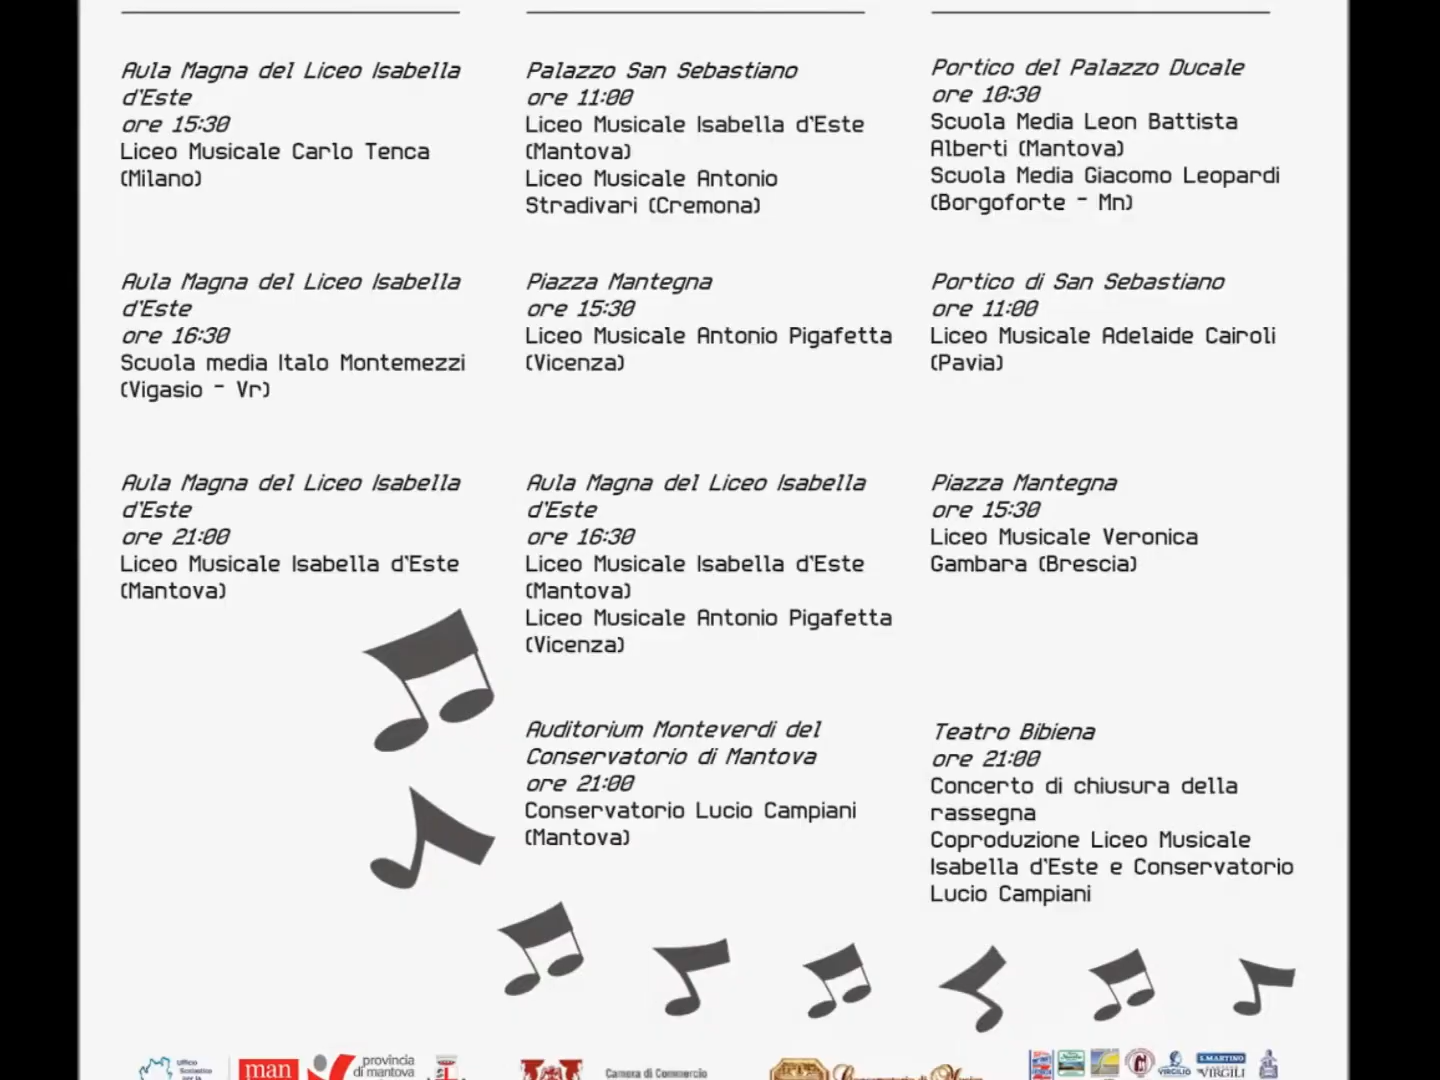 Aula Magna del Liceo Isabella
d'Este
ore 15:30
Liceo Musicale Carlo Tenca
(Milano)
Aula Magna del Liceo Isabella
d'Este
ore 16:30
Scuola media Italo Montemezzi
(Vigasio - Vr)
Aula Magna del Liceo Isabella
d'Este
ore 21:00
Liceo Musicale Isabella d'Este
(Mantova)
Palazzo San Sebastiano
ore 11:00
Liceo Musicale Isabella d'Este
(Mantova)
Liceo Musicale Antonio
Stradivari (Cremona)
Piazza Mantegna
ore 15:30
Liceo Musicale Antonio Pigafetta
(Vicenza)
Aula Magna del Liceo Isabella
d'Este
ore 16:30
Liceo Musicale Isabella d'Este
(Mantova)
Liceo Musicale Antonio Pigafetta
(Vicenza)
Auditorium Monteverdi del
Conservatorio di Mantova
ore 21:00
Conservatorio Lucio Campiani
(Mantova)
Portico del Palazzo Ducale
ore 10:30
Scuola Media Leon Battista
Alberti (Mantova)
Scuola Media Giacomo Leopardi
(Borgoforte - Mn)
Portico di San Sebastiano
ore 11:00
Liceo Musicale Adelaide Cairoli
(Pavia)
Piazza Mantegna
ore 15:30
Liceo Musicale Veronica
Gambara (Brescia)
Teatro Bibiena
ore 21:00
Concerto di chiusura della
rassegna
Coproduzione Liceo Musicale
Isabella d'Este e Conservatorio
Lucio Campiani
Ufficio
Scolastico
man
provincia
di mantova
Camera di Commercio
Conservatorio di Musica
VIRGILIO
S.MARTINO
VIRGILI